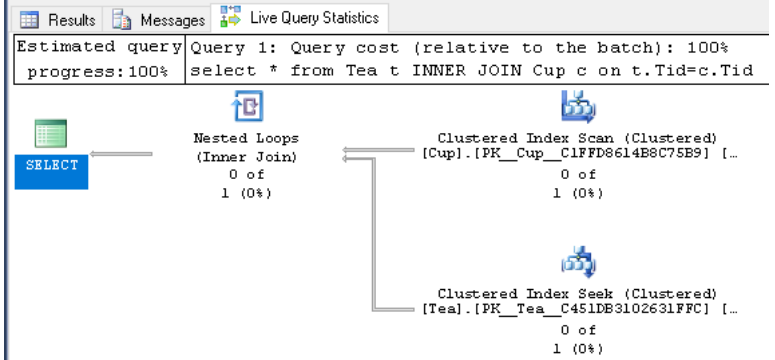 Results Messages Live Query Statistics
Estimated query Query 1: Query cost (relative to the batch): 100%
progress:100% select * from Tea t INNER JOIN Cup c on t.Tid=c.Tid
SELECT
Nested Loops
(Inner Join)
0 of
1 (0%)
Clustered Index Scan (Clustered)
[Cup].[PK__Cup__C1FFD8614B8C75B9] […
0 of
1 (0%)
Clustered Index Seek (Clustered)
[Tea].[PK__Tea__C451DB3102631FFC] […
0 of
1 (0%)